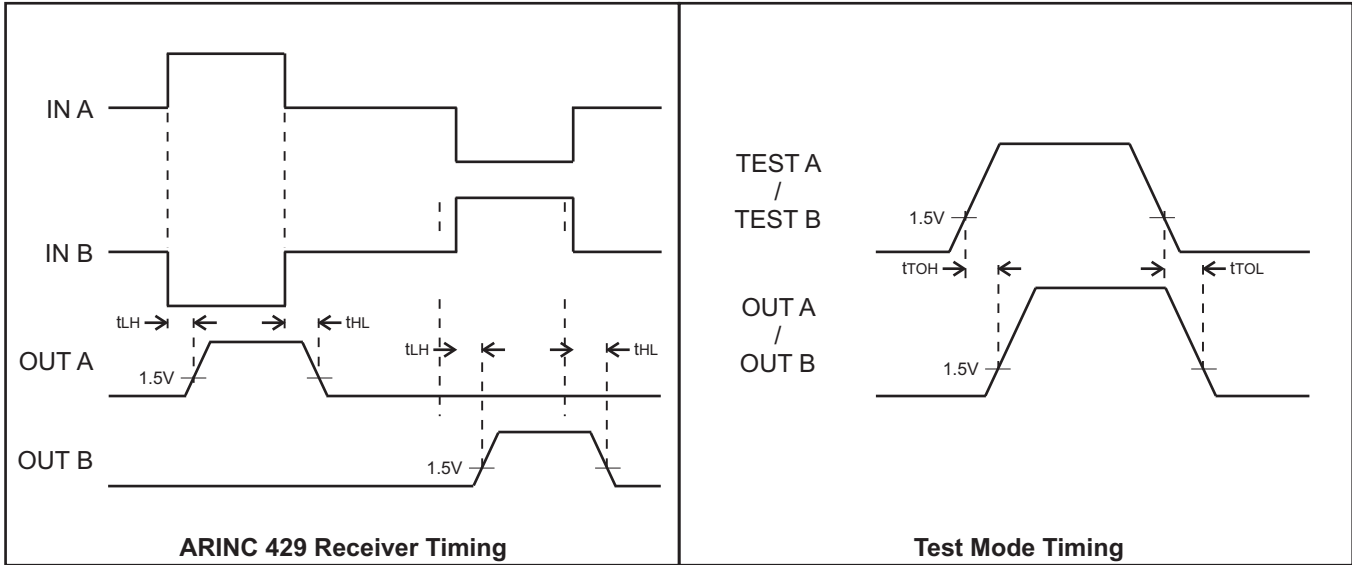 IN A
IN B
tLH
tHL
OUT A
1.5V
tLH
tHL
OUT B
1.5V
ARINC 429 Receiver Timing
TEST A
/
TEST B
1.5V
tTOH
tTOL
OUT A
/
OUT B
1.5V
Test Mode Timing